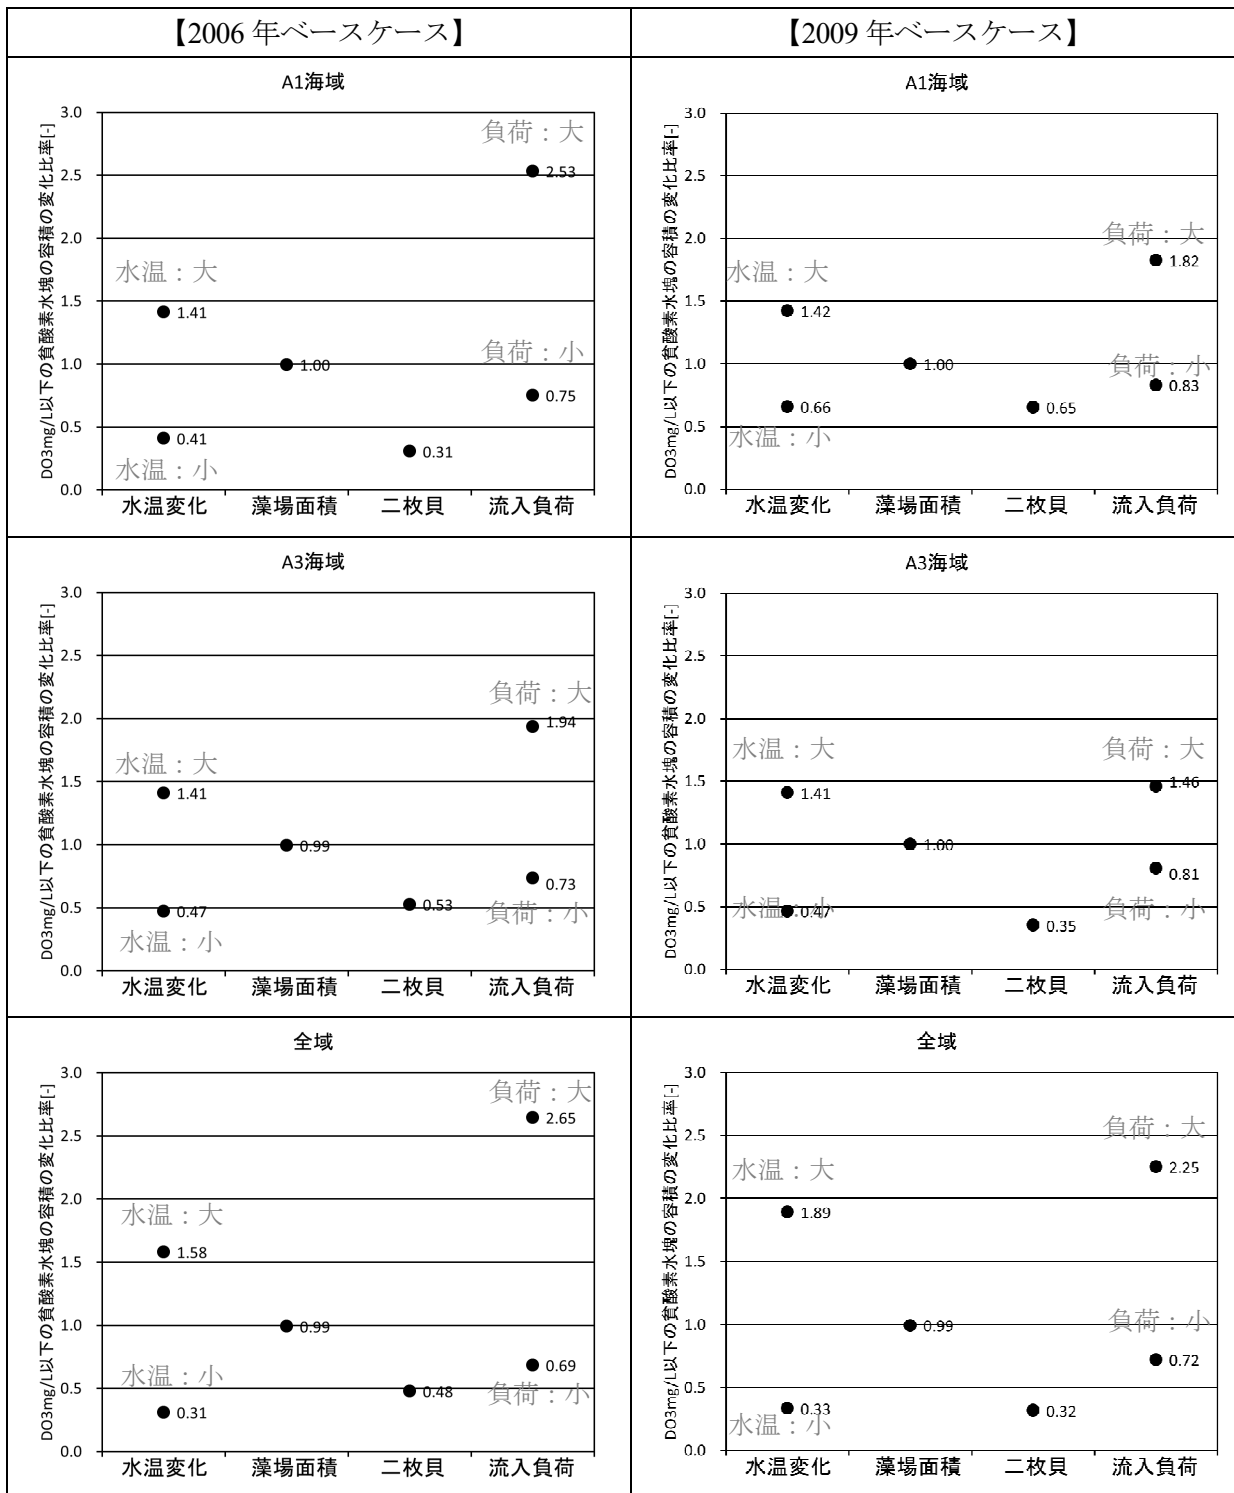 【2006 年ベースケース】
【2009 年ベースケース】
A1海域
DO3mg/L以下の貧酸素水塊の容積の変化比率[-]
3.0
2.5
2.0
1.5
1.0
0.5
0.0
負荷：大
2.53
水温：大
1.41
1.00
負荷：小
0.75
0.41
水温：小
0.31
水温変化 藻場面積 二枚貝 流入負荷
A1海域
DO3mg/L以下の貧酸素水塊の容積の変化比率[-]
3.0
2.5
2.0
1.5
1.0
0.5
0.0
負荷：大
1.82
水温：大
1.42
1.00
負荷：小
0.83
0.66
水温：小
0.65
水温変化 藻場面積 二枚貝 流入負荷
A3海域
DO3mg/L以下の貧酸素水塊の容積の変化比率[-]
3.0
2.5
2.0
1.5
1.0
0.5
0.0
負荷：大
1.94
水温：大
1.41
0.99
0.73
負荷：小
0.47
水温：小
0.53
水温変化 藻場面積 二枚貝 流入負荷
A3海域
DO3mg/L以下の貧酸素水塊の容積の変化比率[-]
3.0
2.5
2.0
1.5
1.0
0.5
0.0
水温：大
1.41
負荷：大
1.46
1.00
0.81
負荷：小
水温：小
0.47
0.35
水温変化 藻場面積 二枚貝 流入負荷
全域
DO3mg/L以下の貧酸素水塊の容積の変化比率[-]
3.0
2.5
2.0
1.5
1.0
0.5
0.0
負荷：大
2.65
水温：大
1.58
0.99
0.69
負荷：小
水温：小
0.31
0.48
水温変化 藻場面積 二枚貝 流入負荷
全域
DO3mg/L以下の貧酸素水塊の容積の変化比率[-]
3.0
2.5
2.0
1.5
1.0
0.5
0.0
負荷：大
2.25
水温：大
1.89
0.99
負荷：小
0.72
0.33
水温：小
0.32
水温変化 藻場面積 二枚貝 流入負荷